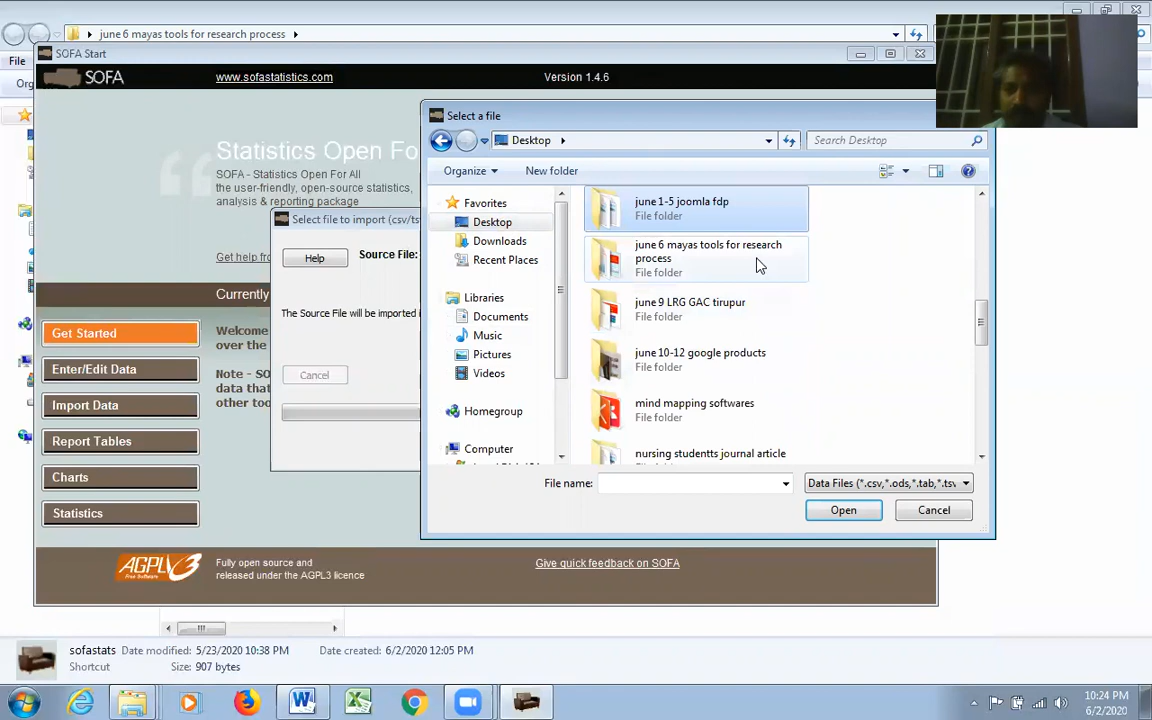 june 6 mayas tools for research process
File
SOFA Start
Org
SOFA
www.sofastatistics.com
Version 1.4.6
Statistics Open Fo
SOFA - Statistics Open For All
the user-friendly, open-source statistics,
analysis & reporting package
Get help fro
Currently
Get Started
Enter/Edit Data
Import Data
Report Tables
Charts
Statistics
Welcome
over the
Note - SO
data that
other too
Select file to import (csv/tsv
Help
Source File:
The Source File will be imported i
Cancel
Select a file
Desktop
Search Desktop
Organize
New folder
Favorites
Desktop
Downloads
Recent Places
Libraries
Documents
Music
Pictures
Videos
Homegroup
Computer
june 1-5 joomla fdp
File folder
june 6 mayas tools for research
process
File folder
june 9 LRG GAC tirupur
File folder
june 10-12 google products
File folder
mind mapping softwares
File folder
nursing studentts journal article
File name:
Data Files (*.csv,*.ods,*.tab,*.tsv
Open
Cancel
AGPL3
Free Software
Fully open source and
released under the AGPL3 licence
Give quick feedback on SOFA
sofastats
Shortcut
Date modified: 5/23/2020 10:38 PM
Size: 907 bytes
Date created: 6/2/2020 12:05 PM
10:24 PM
6/2/2020